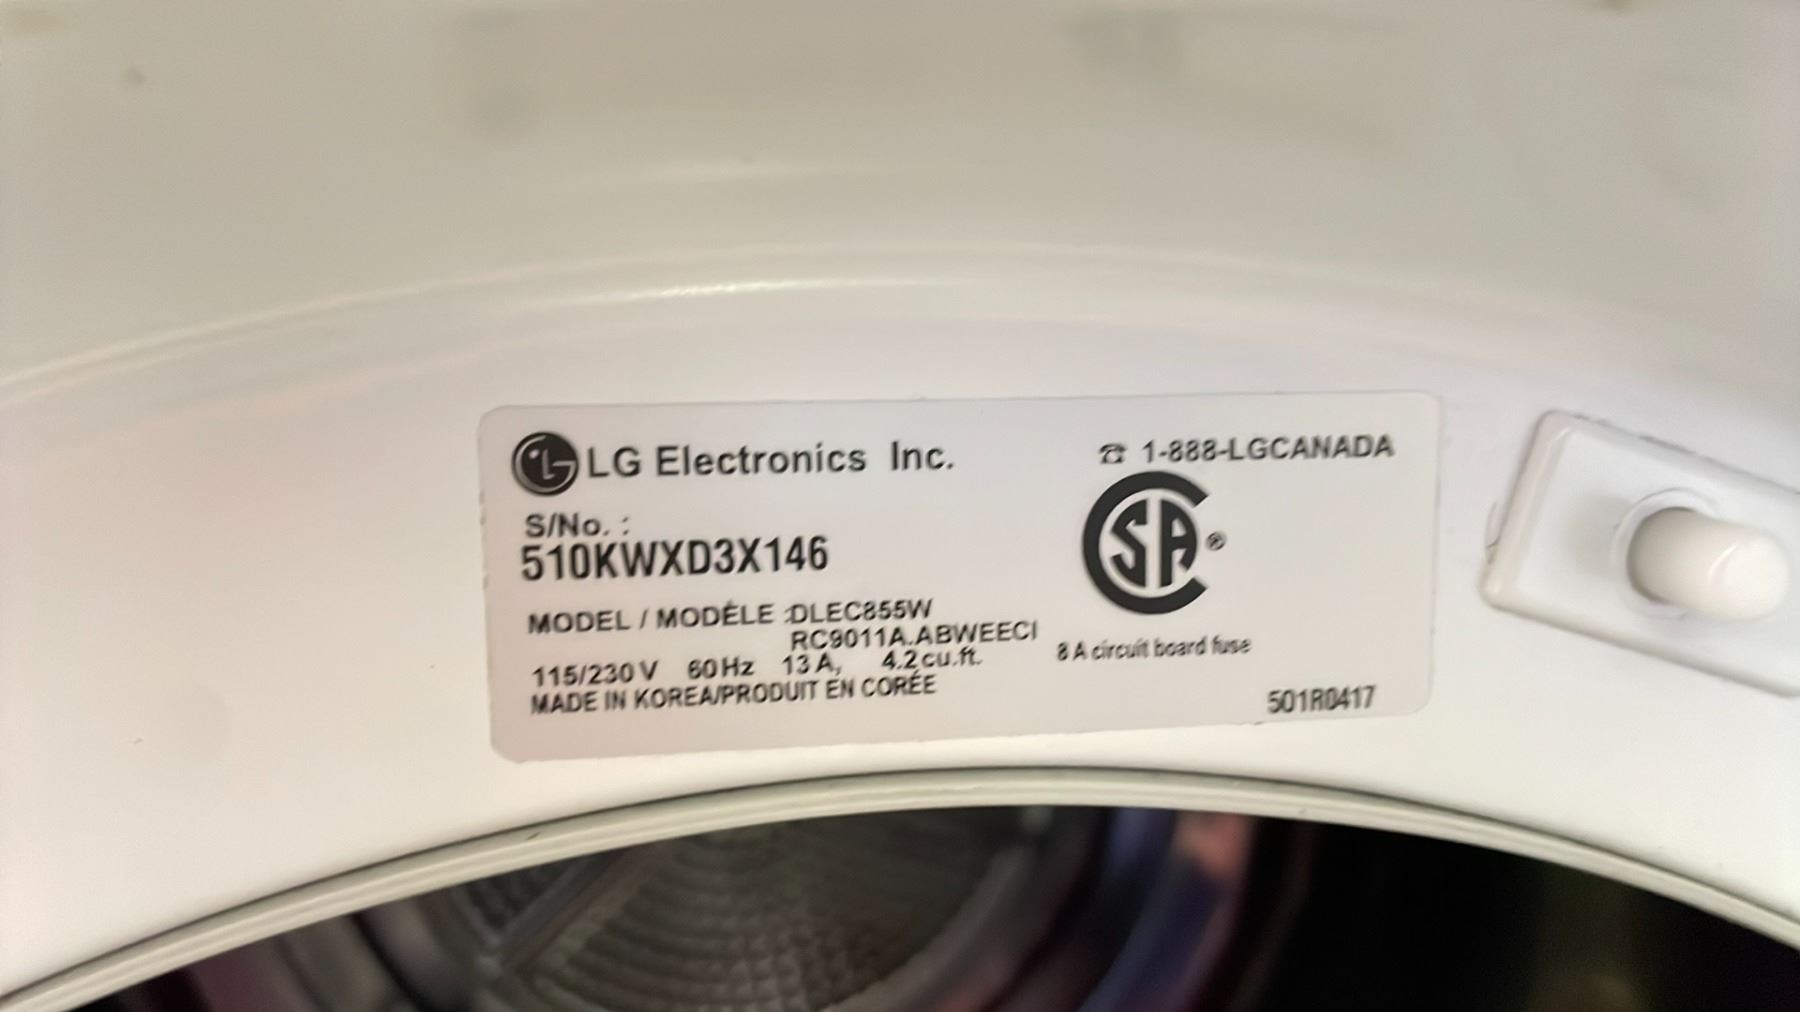 LG Electronics Inc.
☎ 1-888-LGCANADA
S/No. :
510KWXD3X146
MODEL / MODÈLE :DLEC855W
RC9011A.ABWEECI
115/230 V 60 Hz 13 A, 4.2 cu.ft.
MADE IN KOREA/PRODUIT EN CORÉE
SA ®
8 A circuit board fuse
501R0417